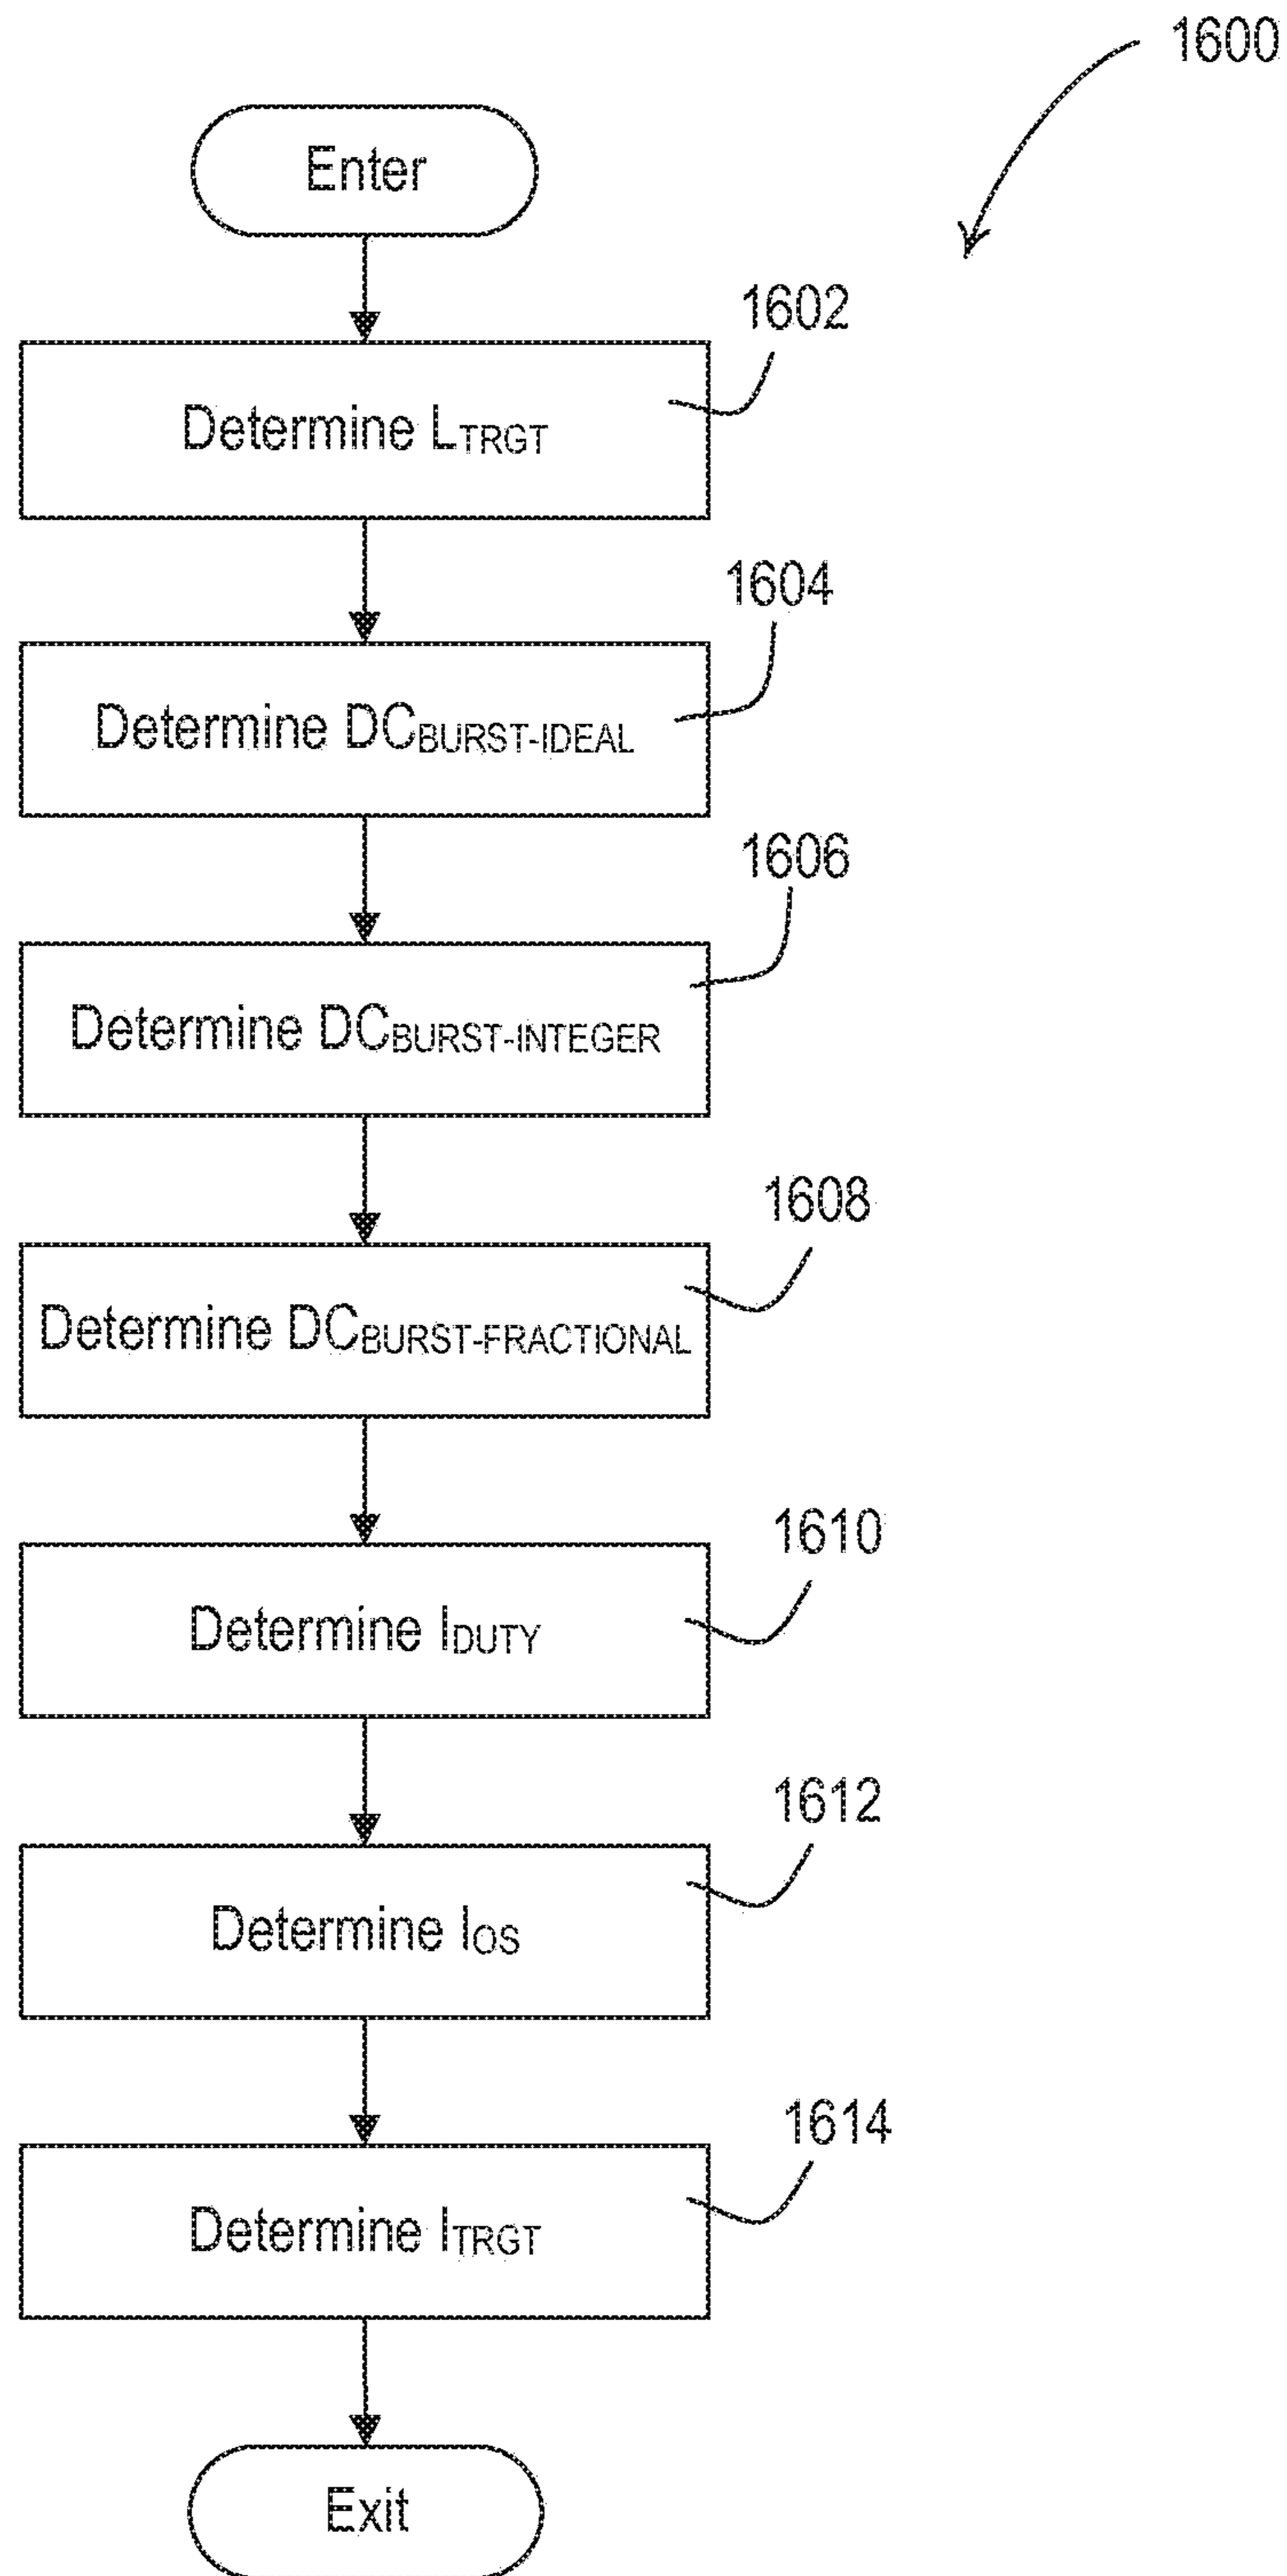 1600
Enter
1602
Determine LTRGT
1604
Determine DCBURST-IDEAL
1606
Determine DCBURST-INTEGER
1608
Determine DCBURST-FRACTIONAL
1610
Determine IDUTY
1612
Determine IOS
1614
Determine ITRGT
Exit